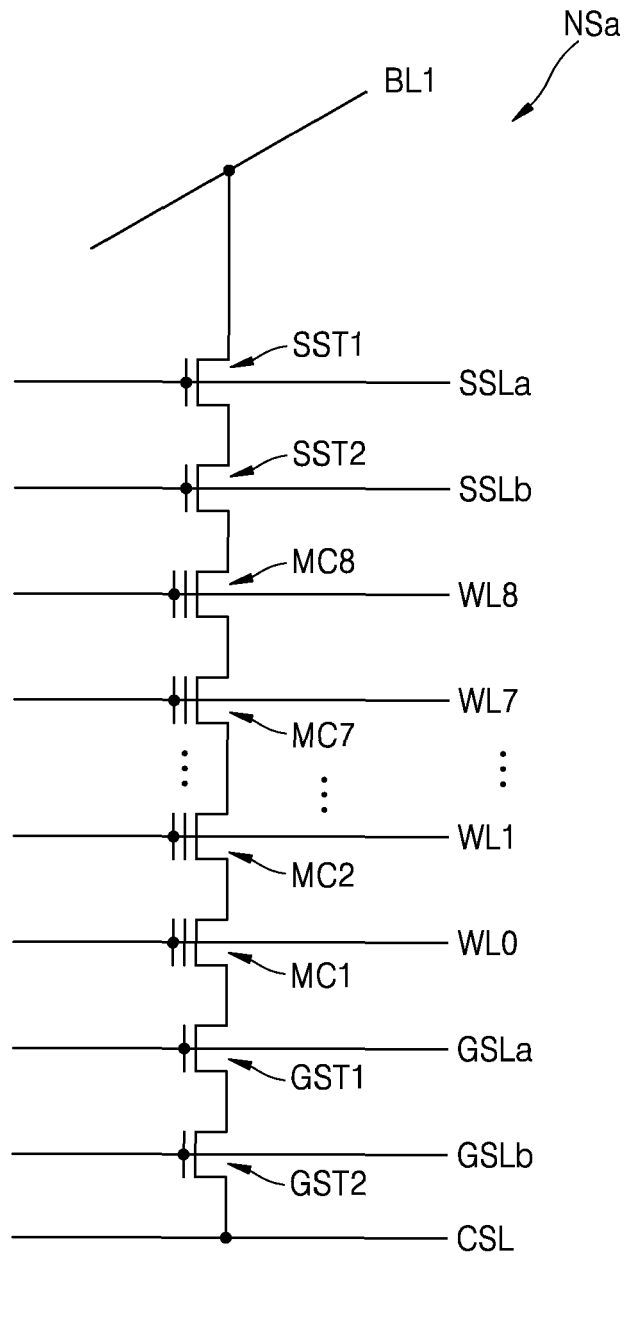 NSa
BL1
SST1
SSLa
SST2
SSLb
MC8
WL8
WL7
MC7
WL1
MC2
WL0
MC1
GSLa
GST1
GSLb
GST2
CSL